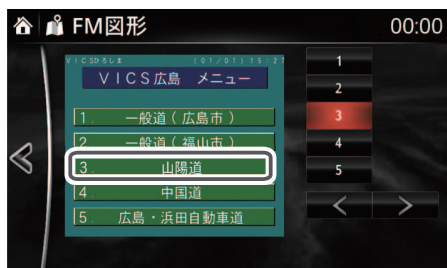 FM図形
00:00
VICSひろしま (01/01) 15:27
VICS広島 メニュー
1. 一般道(広島市)
2. 一般道(福山市)
3. 山陽道
4. 中国道
5. 広島・浜田自動車道
1
2
3
4
5